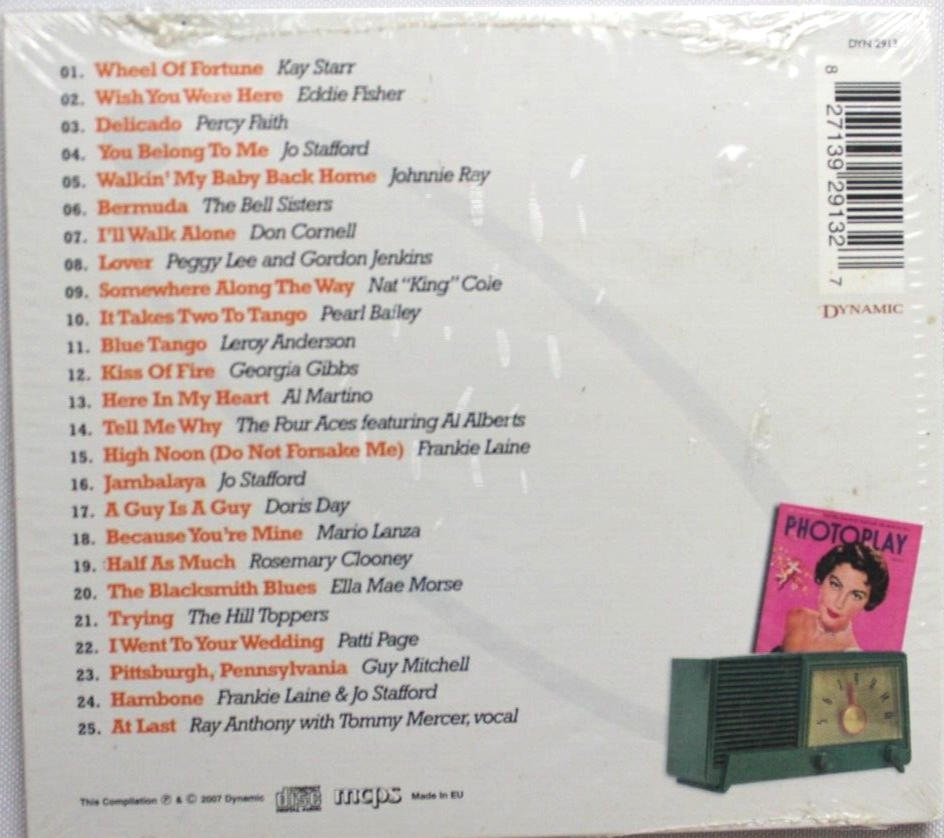 DYN 2913
01. Wheel Of Fortune Kay Starr
02. Wish You Were Here Eddie Fisher
03. Delicado Percy Faith
04. You Belong To Me Jo Stafford
05. Walkin' My Baby Back Home Johnnie Ray
06. Bermuda The Bell Sisters
07. I'll Walk Alone Don Cornell
08. Lover Peggy Lee and Gordon Jenkins
09. Somewhere Along The Way Nat "King" Cole
10. It Takes Two To Tango Pearl Bailey
11. Blue Tango Leroy Anderson
12. Kiss Of Fire Georgia Gibbs
13. Here In My Heart Al Martino
14. Tell Me Why The Four Aces featuring Al Alberts
15. High Noon (Do Not Forsake Me) Frankie Laine
16. Jambalaya Jo Stafford
17. A Guy Is A Guy Doris Day
18. Because You're Mine Mario Lanza
19. Half As Much Rosemary Clooney
20. The Blacksmith Blues Ella Mae Morse
21. Trying The Hill Toppers
22. I Went To Your Wedding Patti Page
23. Pittsburgh, Pennsylvania Guy Mitchell
24. Hambone Frankie Laine & Jo Stafford
25. At Last Ray Anthony with Tommy Mercer, vocal
8 27139 29132 7
DYNAMIC
PHOTOPLAY
This Compilation ℗ & © 2007 Dynamic
disc
DIGITAL AUDIO
mcps
Made In EU